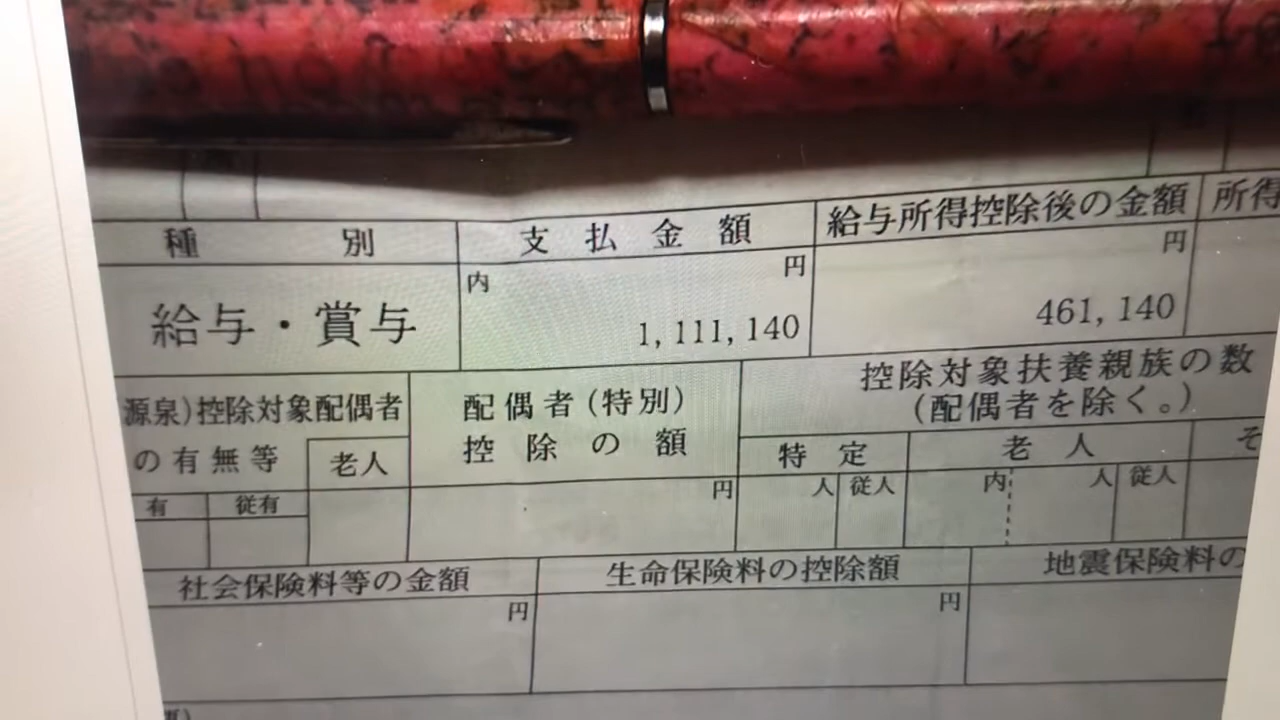 種別 支払金額 給与所得控除後の金額 所得
内 円 円
給与・賞与 1,111,140 461,140
源泉)控除対象配偶者 配偶者(特別) 控除対象扶養親族の数
の有無等 老人 控除の額 (配偶者を除く。)
特定 老人 そ
有 従有 円 人 従人 内 人 従人
社会保険料等の金額 生命保険料の控除額 地震保険料の
円 円